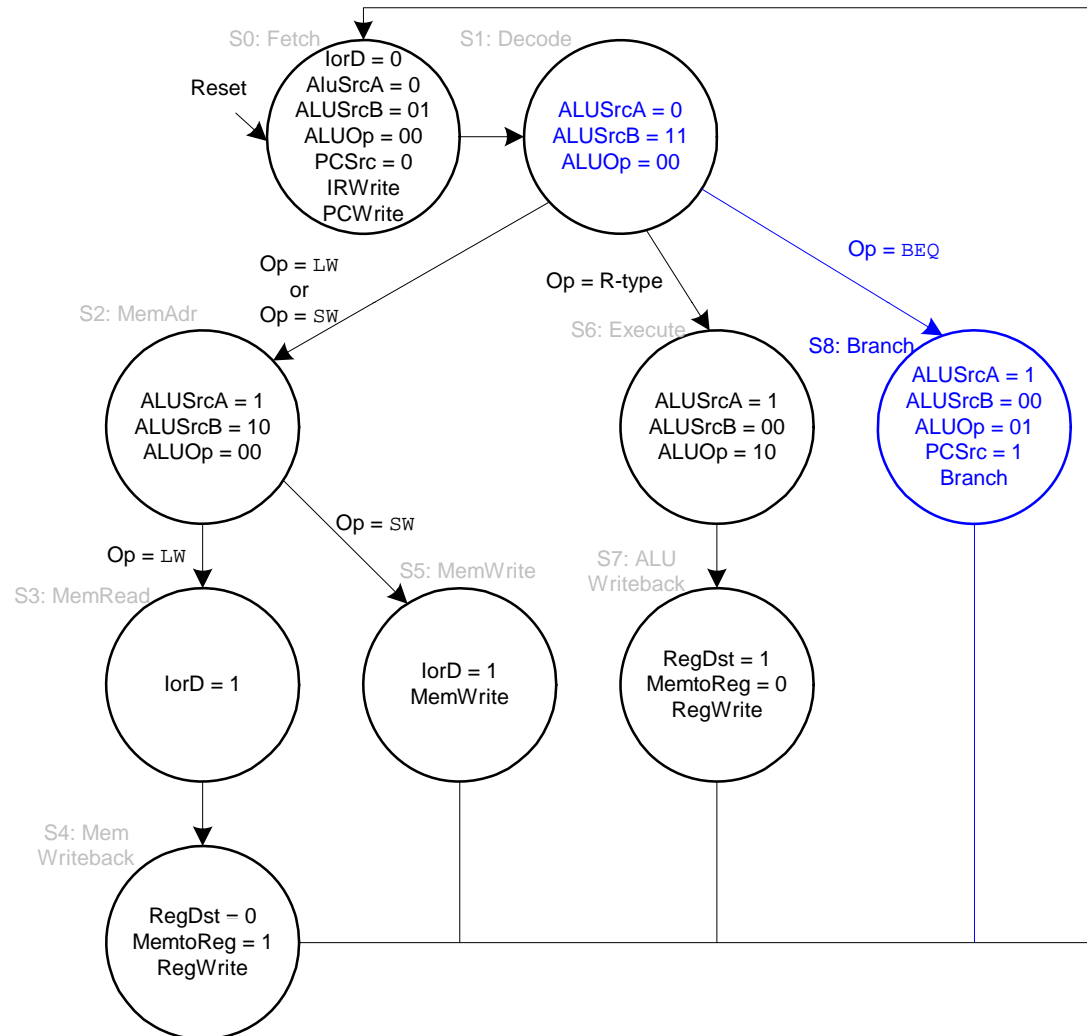 S0: Fetch
IorD = 0
AluSrcA = 0
ALUSrcB = 01
ALUOp = 00
PCSrc = 0
IRWrite
PCWrite
Reset
S1: Decode
ALUSrcA = 0
ALUSrcB = 11
ALUOp = 00
Op = LW
or
Op = SW
Op = R-type
Op = BEQ
S2: MemAdr
ALUSrcA = 1
ALUSrcB = 10
ALUOp = 00
S6: Execute
ALUSrcA = 1
ALUSrcB = 00
ALUOp = 10
S8: Branch
ALUSrcA = 1
ALUSrcB = 00
ALUOp = 01
PCSrc = 1
Branch
Op = LW
Op = SW
S3: MemRead
IorD = 1
S5: MemWrite
IorD = 1
MemWrite
S7: ALU
Writeback
RegDst = 1
MemtoReg = 0
RegWrite
S4: Mem
Writeback
RegDst = 0
MemtoReg = 1
RegWrite